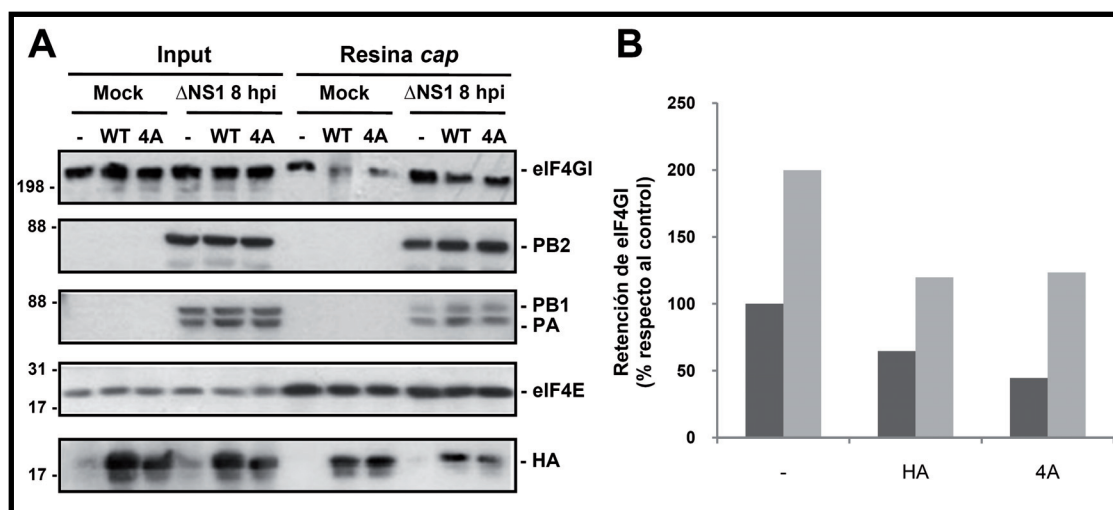 A
Input Resina cap
Mock ΔNS1 8 hpi Mock ΔNS1 8 hpi
- WT 4A - WT 4A - WT 4A - WT 4A
198 - - eIF4GI
88 - - PB2
88 - - PB1
- PA
31 -
- eIF4E
17 -
- HA
17 -
B
Retención de eIF4GI
(% respecto al control)
250
200
150
100
50
0
- HA 4A